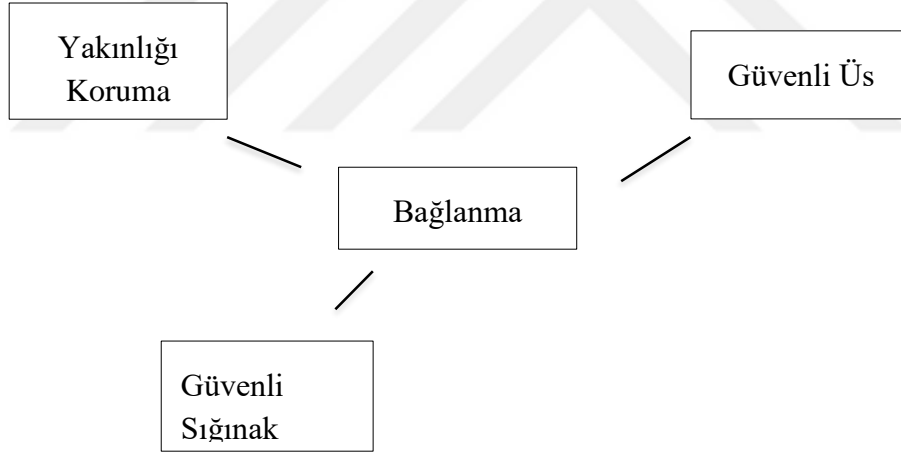 Yakınlığı
Koruma
Güvenli Üs
Bağlanma
Güvenli
Sığınak